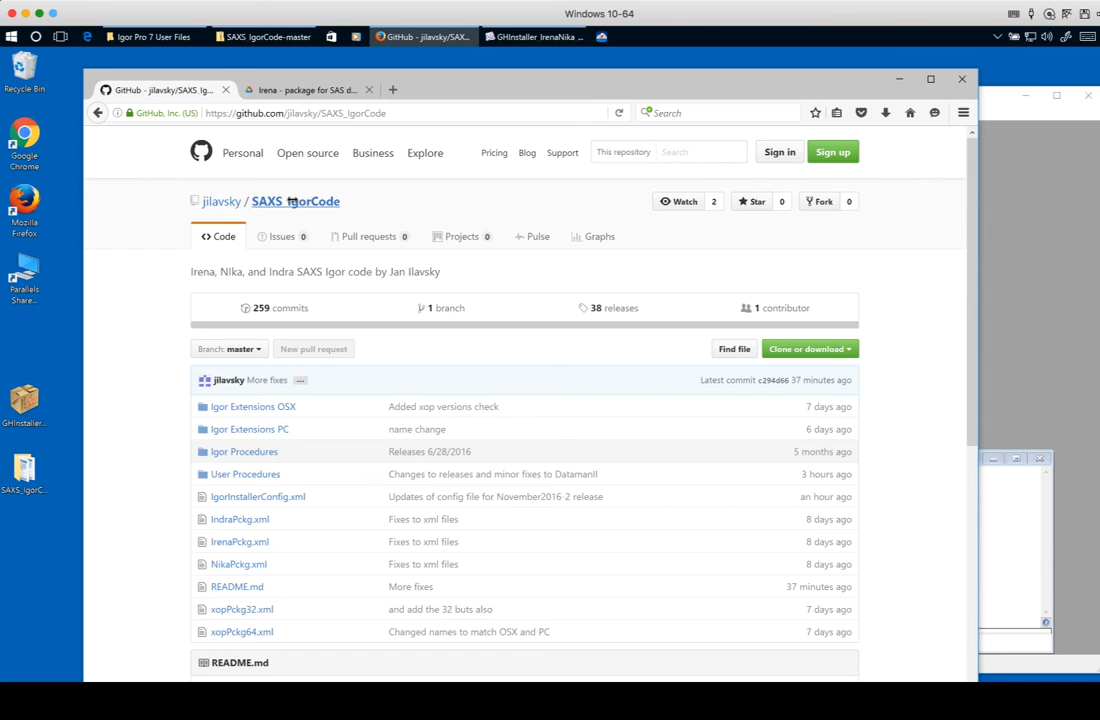 Windows 10-64
Igor Pro 7 User Files
SAXS_IgorCode-master
GitHub - jilavsky/SAX...
GHInstaller_IrenaNika ...
Recycle Bin
Google Chrome
Mozilla Firefox
Parallels Share...
GHInstaller...
SAXS_IgorC...
GitHub - jilavsky/SAXS_Ig...
Irena - package for SAS d...
GitHub, Inc. (US)
https://github.com/jilavsky/SAXS_IgorCode
Search
Personal
Open source
Business
Explore
Pricing
Blog
Support
This repository
Search
Sign in
Sign up
jilavsky / SAXS_IgorCode
Watch 2
Star 0
Fork 0
Code
Issues 0
Pull requests 0
Projects 0
Pulse
Graphs
Irena, NIka, and Indra SAXS Igor code by Jan Ilavsky
259 commits
1 branch
38 releases
1 contributor
Branch: master
New pull request
Find file
Clone or download
jilavsky More fixes ...
Latest commit c294d66 37 minutes ago
Igor Extensions OSX Added xop versions check 7 days ago
Igor Extensions PC name change 6 days ago
Igor Procedures Releases 6/28/2016 5 months ago
User Procedures Changes to releases and minor fixes to DatamanII 3 hours ago
IgorInstallerConfig.xml Updates of config file for November2016-2 release an hour ago
IndraPckg.xml Fixes to xml files 8 days ago
IrenaPckg.xml Fixes to xml files 8 days ago
NikaPckg.xml Fixes to xml files 8 days ago
README.md More fixes 37 minutes ago
xopPckg32.xml and add the 32 buts also 7 days ago
xopPckg64.xml Changed names to match OSX and PC 7 days ago
README.md